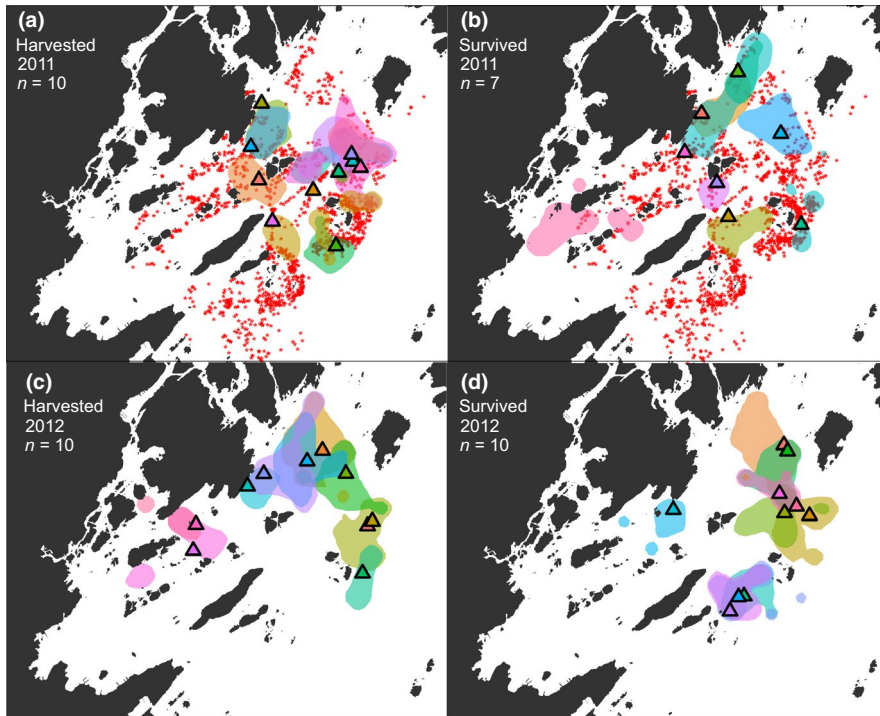 (a)
Harvested
2011
n = 10
(b)
Survived
2011
n = 7
(c)
Harvested
2012
n = 10
(d)
Survived
2012
n = 10